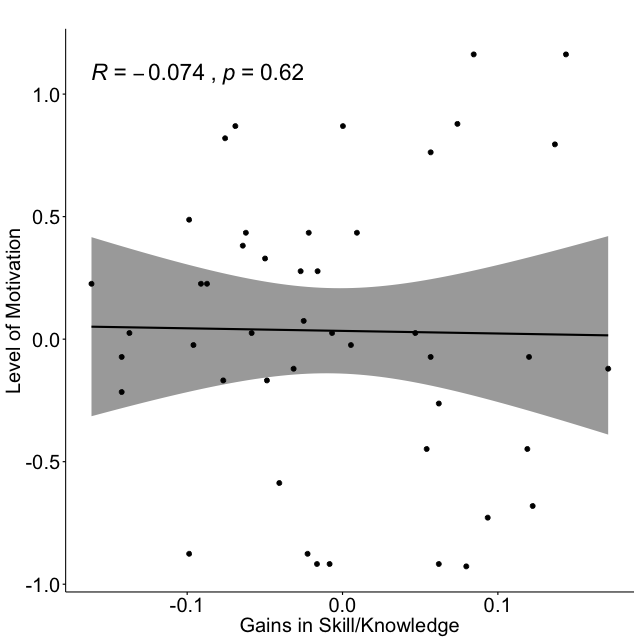 R = −0.074 , p = 0.62
1.0
0.5
0.0
-0.5
-1.0
Level of Motivation
-0.1 0.0 0.1
Gains in Skill/Knowledge